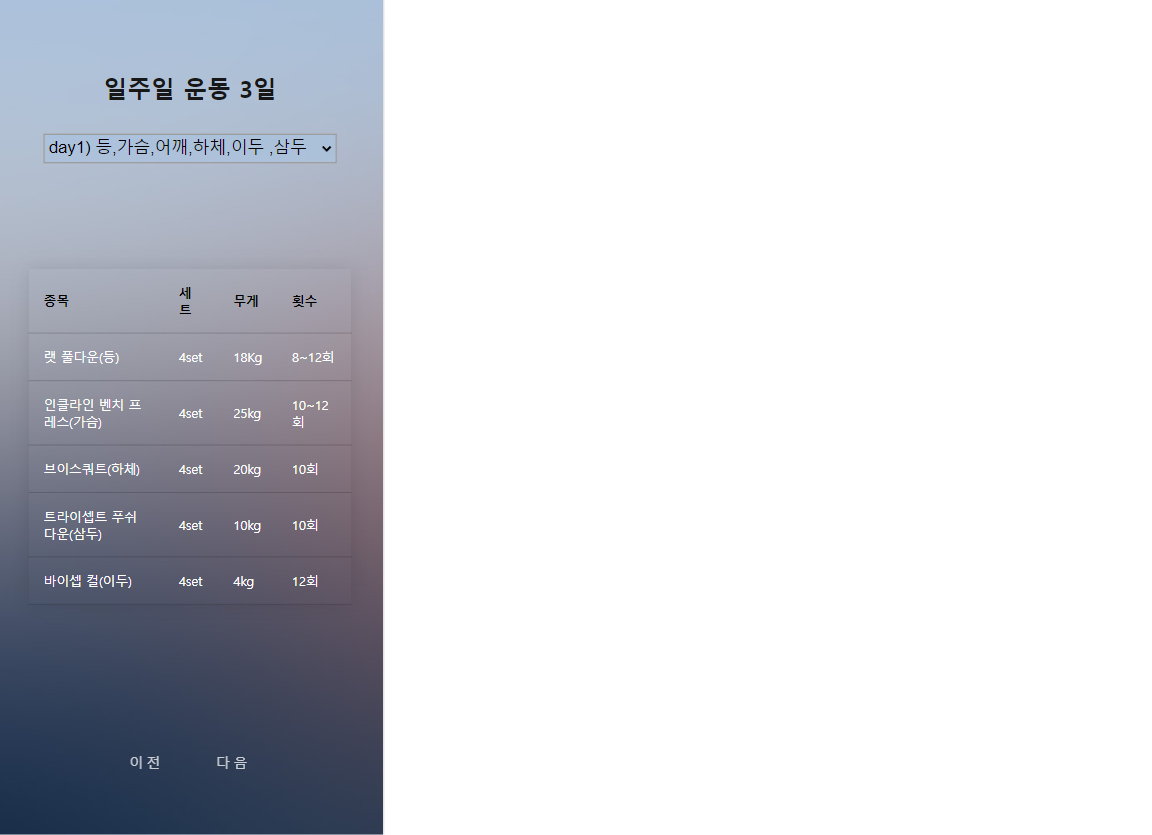 일주일 운동 3일
day1) 등,가슴,어깨,하체,이두 ,삼두
종목 세트 무게 횟수
랫 풀다운(등) 4set 18Kg 8~12회
인클라인 벤치 프레스(가슴) 4set 25kg 10~12회
브이스쿼트(하체) 4set 20kg 10회
트라이셉트 푸쉬 다운(삼두) 4set 10kg 10회
바이셉 컬(이두) 4set 4kg 12회
이전 다음